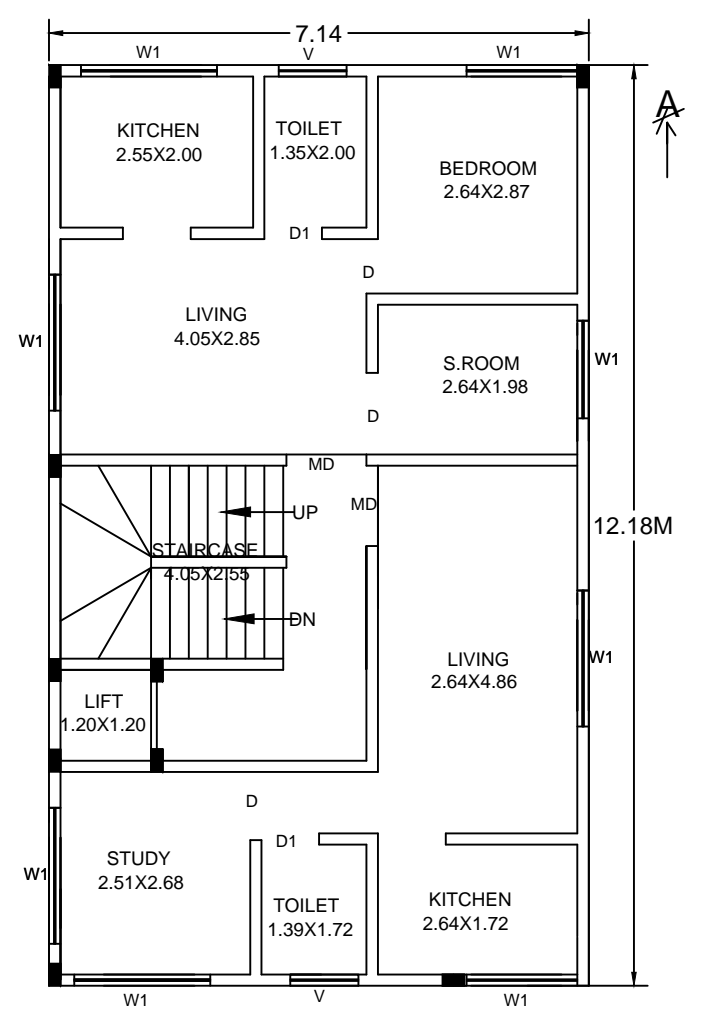 7.14
W1
V
W1
A
KITCHEN
2.55X2.00
TOILET
1.35X2.00
BEDROOM
2.64X2.87
D1
D
LIVING
4.05X2.85
W1
S.ROOM
2.64X1.98
W1
D
MD
MD
UP
12.18M
STAIRCASE
4.05X2.55
DN
LIVING
2.64X4.86
W1
LIFT
1.20X1.20
D
D1
STUDY
2.51X2.68
W1
TOILET
1.39X1.72
KITCHEN
2.64X1.72
W1
V
W1